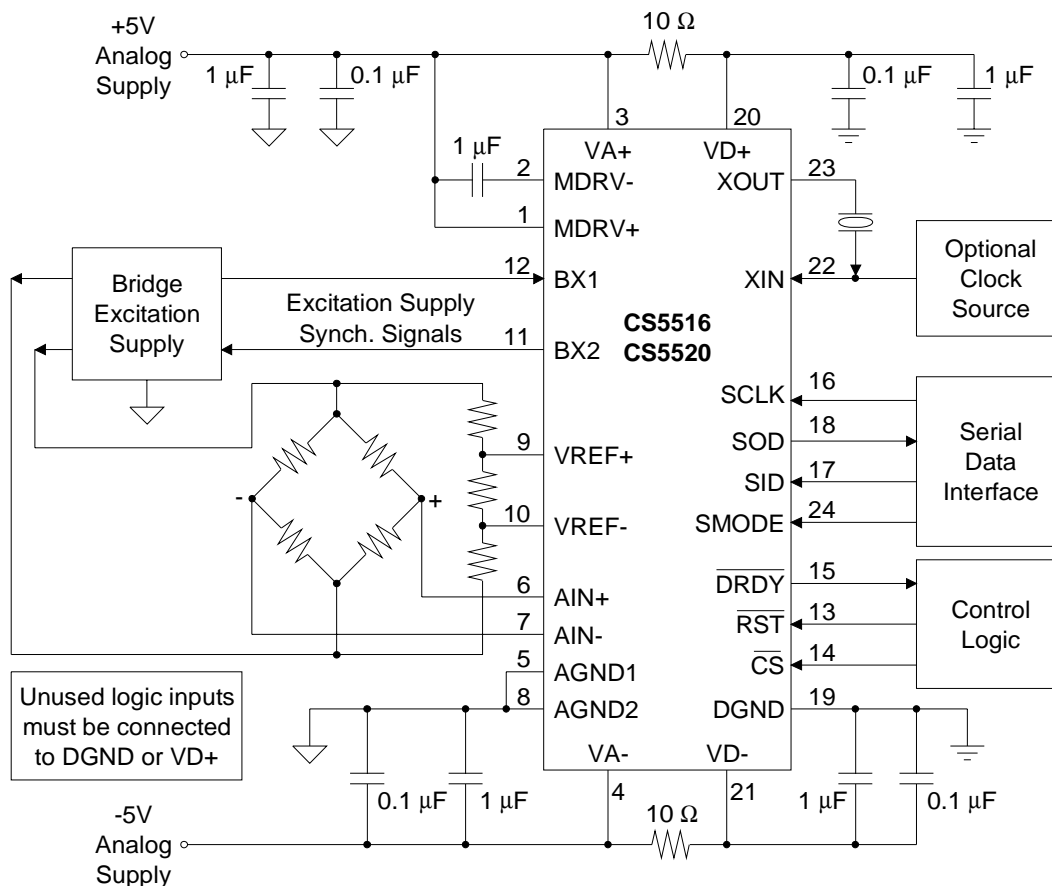 +5V
Analog
Supply
1 μF
0.1 μF
10 Ω
0.1 μF
1 μF
3
20
VA+
VD+
1 μF
2
MDRV-
XOUT
23
1
MDRV+
12
BX1
XIN
22
Optional
Clock
Source
Bridge
Excitation
Supply
Excitation Supply
Synch. Signals
11
BX2
CS5516
CS5520
SCLK
16
SOD
18
SID
17
SMODE
24
Serial
Data
Interface
9
VREF+
-
+
10
VREF-
6
AIN+
7
AIN-
5
AGND1
8
AGND2
DRDY
15
RST
13
CS
14
Control
Logic
DGND
19
Unused logic inputs
must be connected
to DGND or VD+
VA-
VD-
4
21
0.1 μF
1 μF
10 Ω
1 μF
0.1 μF
-5V
Analog
Supply